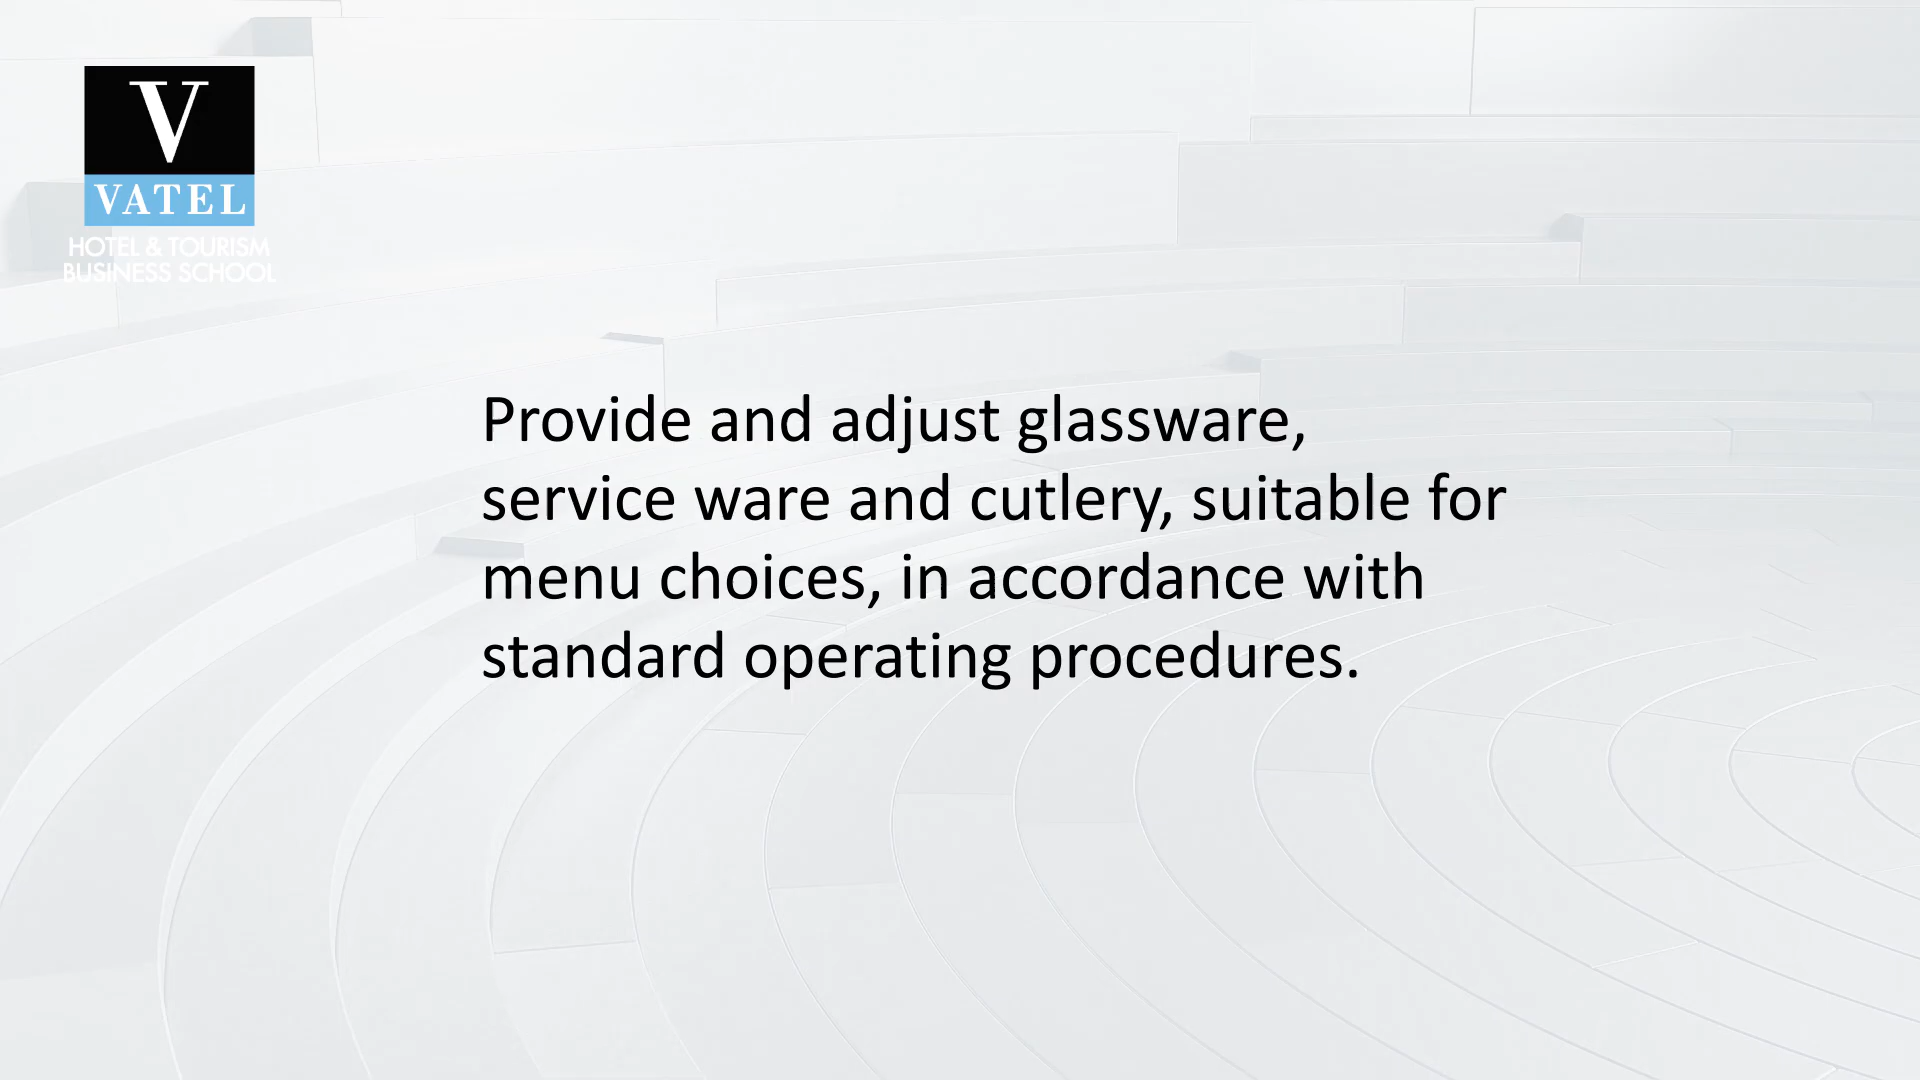 V
VATEL
HOTEL & TOURISM
BUSINESS SCHOOL
Provide and adjust glassware,
service ware and cutlery, suitable for
menu choices, in accordance with
standard operating procedures.